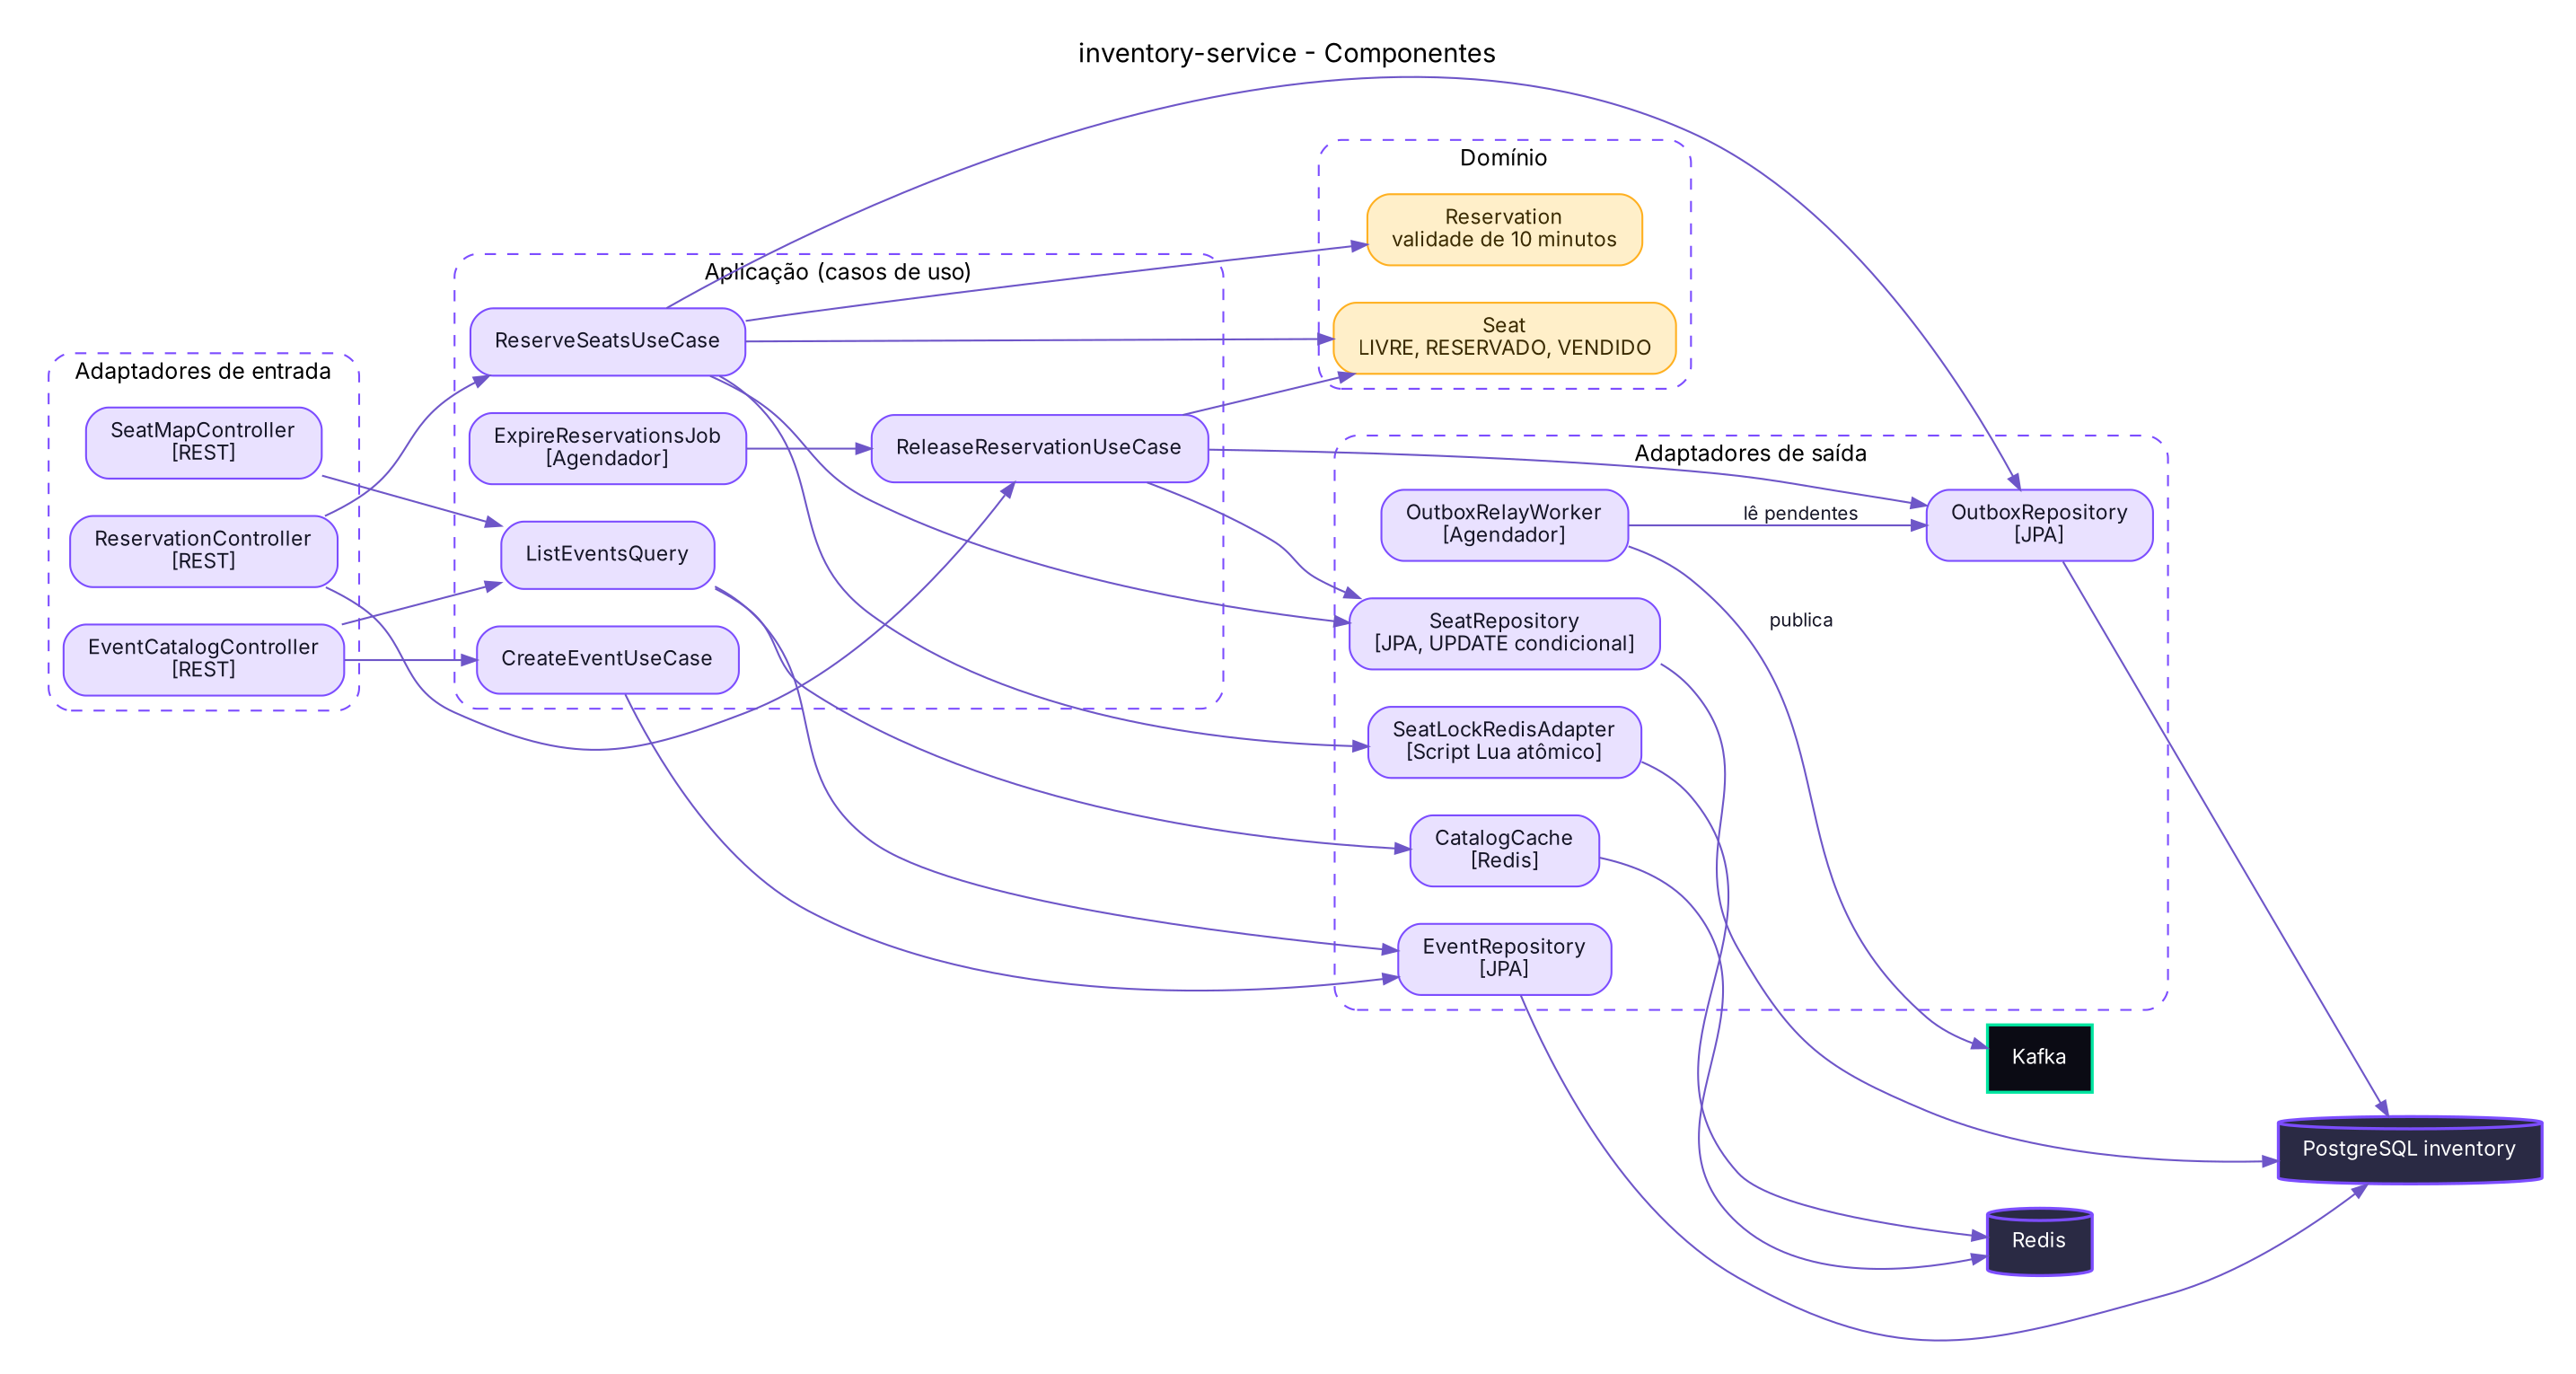 inventory-service - Componentes
Adaptadores de entrada
SeatMapController
[REST]
ReservationController
[REST]
EventCatalogController
[REST]
Aplicação (casos de uso)
ReserveSeatsUseCase
ExpireReservationsJob
[Agendador]
ListEventsQuery
CreateEventUseCase
ReleaseReservationUseCase
Domínio
Reservation
validade de 10 minutos
Seat
LIVRE, RESERVADO, VENDIDO
Adaptadores de saída
OutboxRelayWorker
[Agendador]
lê pendentes
OutboxRepository
[JPA]
publica
SeatRepository
[JPA, UPDATE condicional]
SeatLockRedisAdapter
[Script Lua atômico]
CatalogCache
[Redis]
EventRepository
[JPA]
Kafka
PostgreSQL inventory
Redis